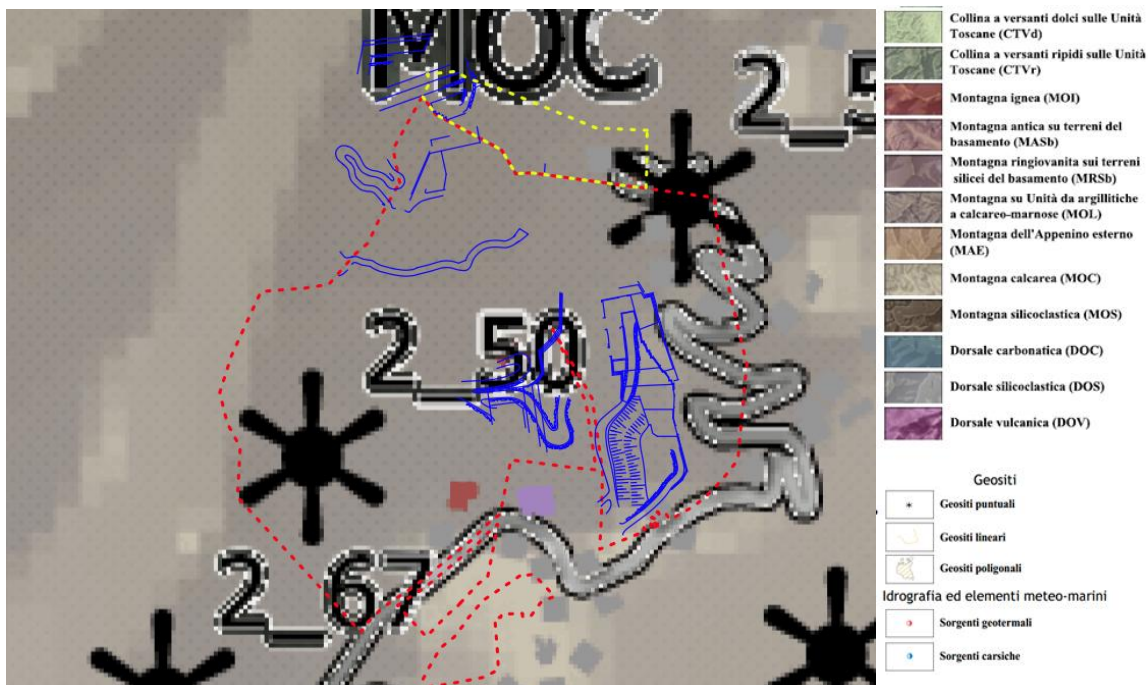 MOC
2_5
2_50
2_67
Collina a versanti dolci sulle Unità
Toscane (CTVd)
Collina a versanti ripidi sulle Unità
Toscane (CTVr)
Montagna ignea (MOI)
Montagna antica su terreni del
basamento (MASb)
Montagna ringiovanita sui terreni
silicei del basamento (MRSb)
Montagna su Unità da argillitiche
a calcareo-marnose (MOL)
Montagna dell'Appenino esterno
(MAE)
Montagna calcarea (MOC)
Montagna silicoclastica (MOS)
Dorsale carbonatica (DOC)
Dorsale silicoclastica (DOS)
Dorsale vulcanica (DOV)
Geositi
Geositi puntuali
Geositi lineari
Geositi poligonali
Idrografia ed elementi meteo-marini
Sorgenti geotermali
Sorgenti carsiche